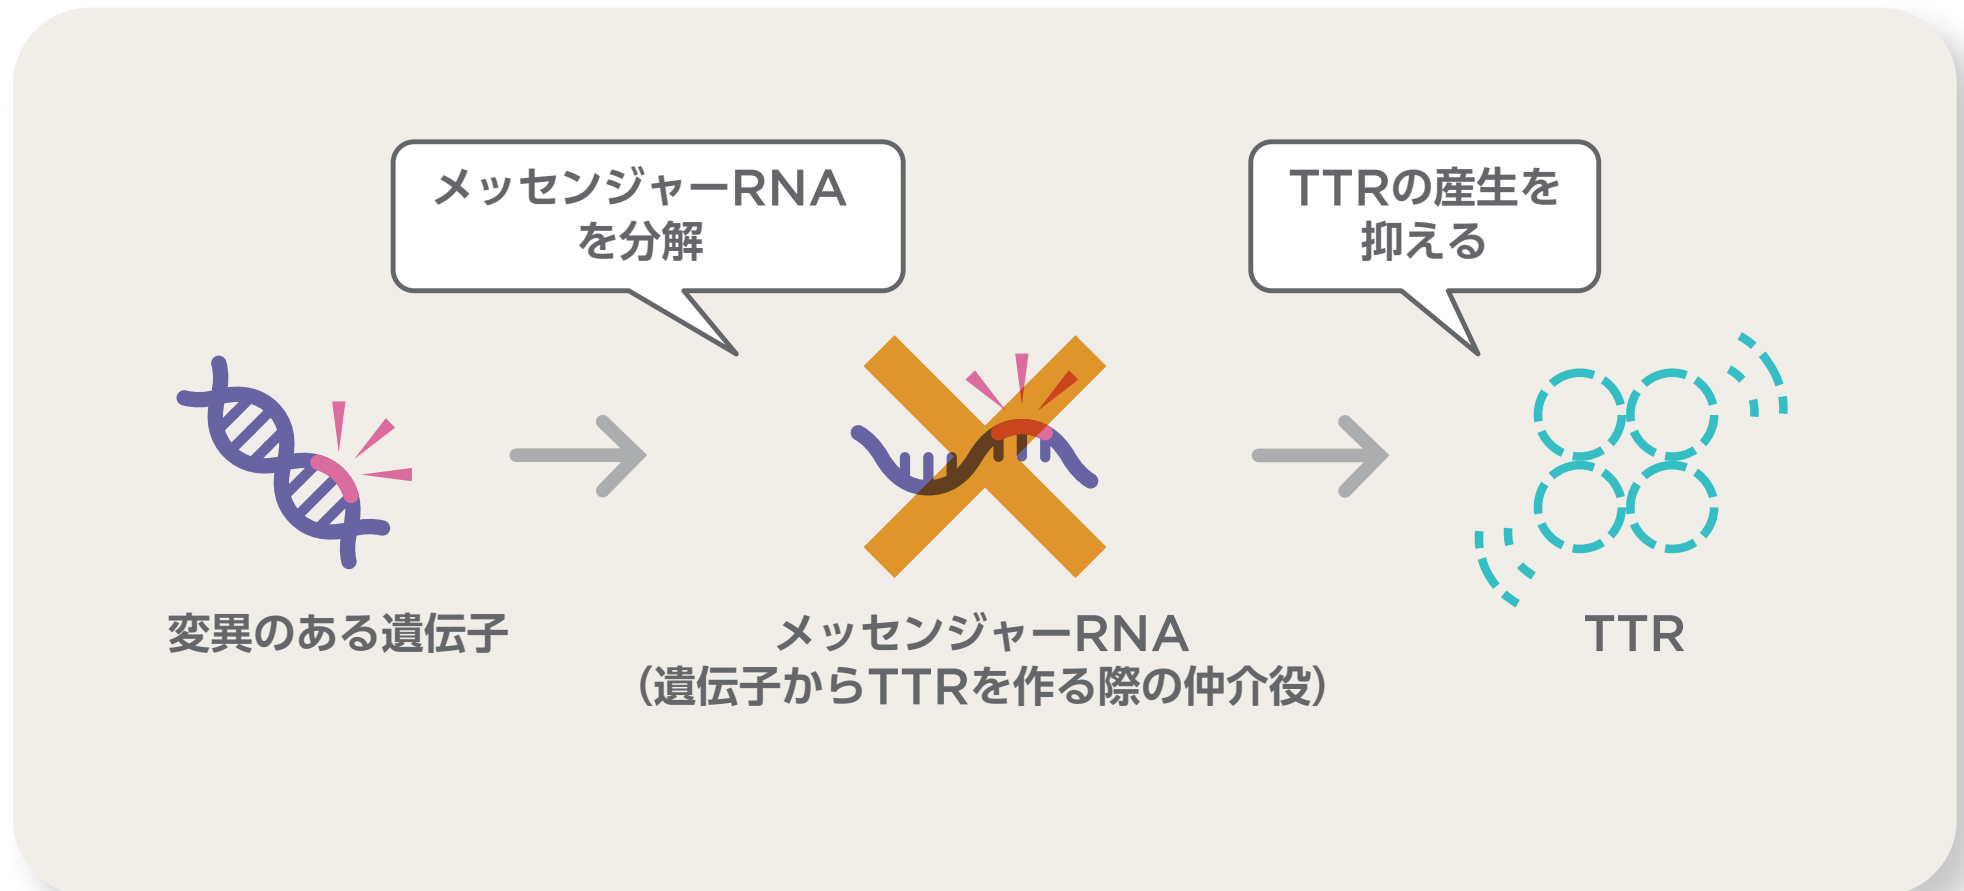 メッセンジャーRNA
を分解
TTRの産生を
抑える
変異のある遺伝子
メッセンジャーRNA
（遺伝子からTTRを作る際の仲介役）
TTR